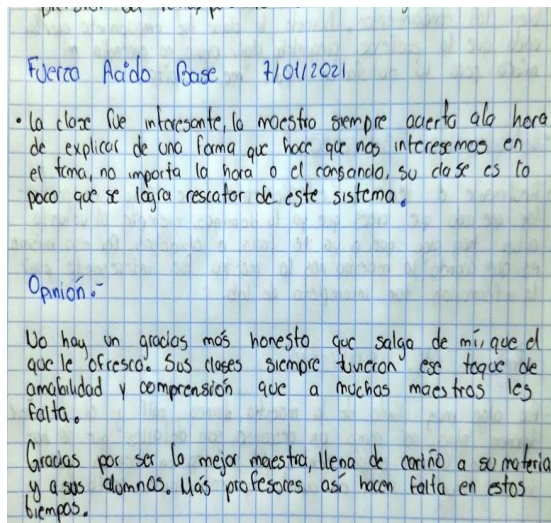 Fuerza Acido Base 7/01/2021
• la clase fue interesante, la maestra siempre acierta ala hora
de explicar de una forma que hace que nos interesemos en
el tema, no importa la hora o el cansancio, su clase es lo
poco que se logra rescatar de este sistema.
Opinión.-
No hay un gracias más honesto que salga de mí, que el
que le ofresco. Sus clases siempre tuvieron ese toque de
amabilidad y comprensión que a muchos maestros les
falta.
Gracias por ser la mejor maestra, llena de cariño a su materia
y a sus alumnos. Más profesores así hacen falta en estos
tiempos.